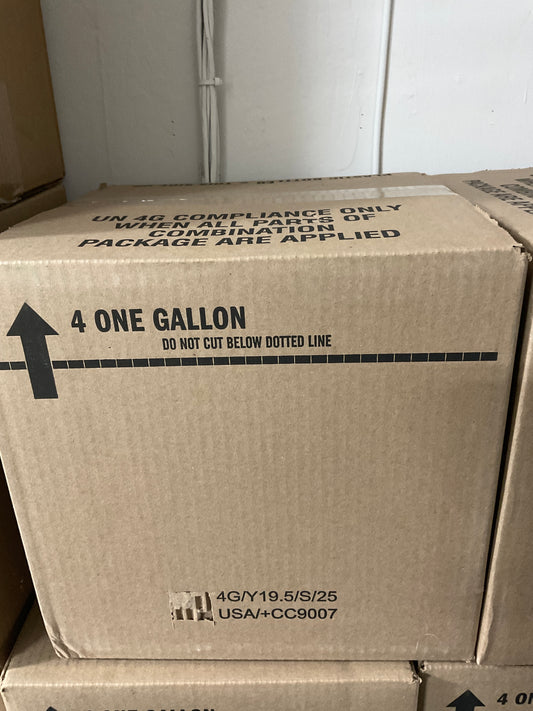 UN 4G COMPLIANCE ONLY
WHEN ALL PARTS OF
COMBINATION
PACKAGE ARE APPLIED
4 ONE GALLON
DO NOT CUT BELOW DOTTED LINE
4G/Y19.5/S/25
USA/+CC9007
GALLON
4 O